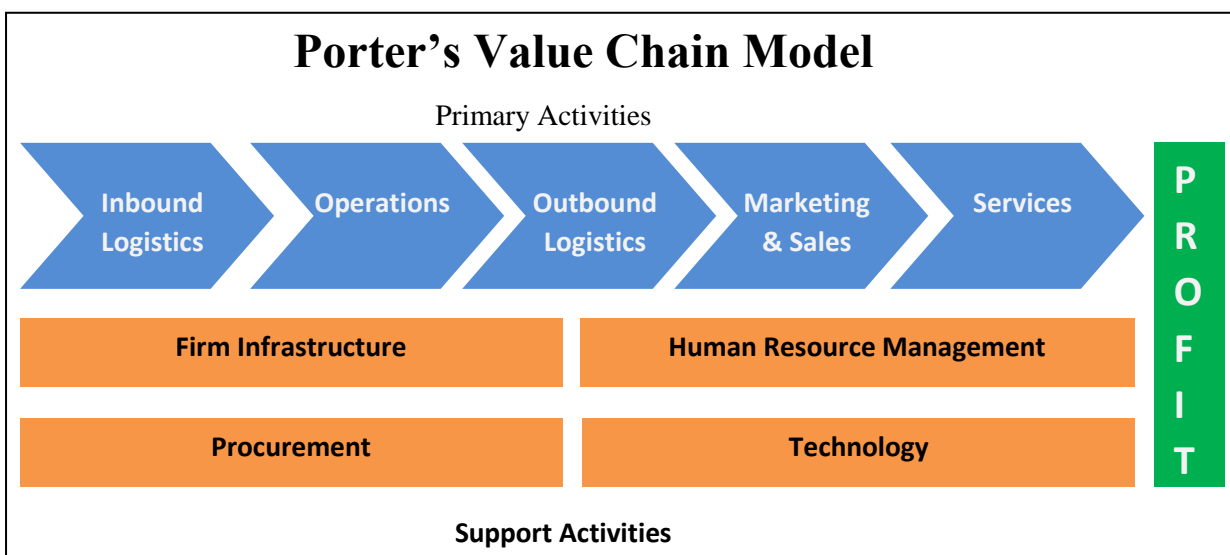 Porter’s Value Chain Model
Primary Activities
Inbound
Logistics
Operations
Outbound
Logistics
Marketing
& Sales
Services
P
R
O
F
I
T
Firm Infrastructure
Human Resource Management
Procurement
Technology
Support Activities